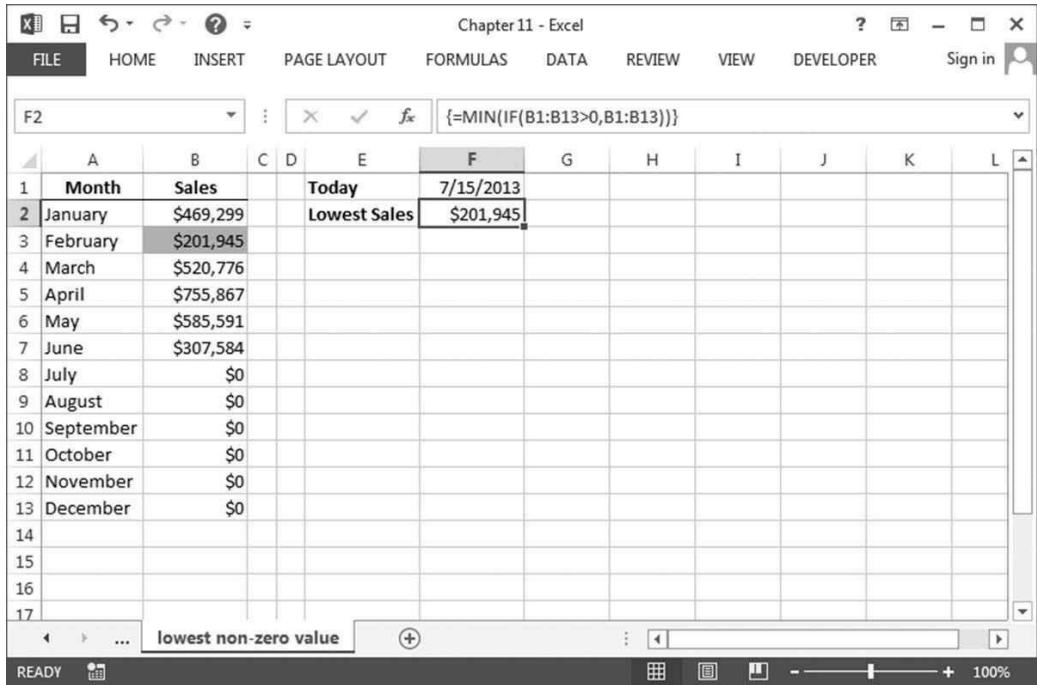 Chapter 11 - Excel
FILE HOME INSERT PAGE LAYOUT FORMULAS DATA REVIEW VIEW DEVELOPER Sign in
F2 fx {=MIN(IF(B1:B13>0,B1:B13))}
A B C D E F G H I J K L
1 Month Sales Today 7/15/2013
2 January $469,299 Lowest Sales $201,945
3 February $201,945
4 March $520,776
5 April $755,867
6 May $585,591
7 June $307,584
8 July $0
9 August $0
10 September $0
11 October $0
12 November $0
13 December $0
14
15
16
17
... lowest non-zero value
READY 100%